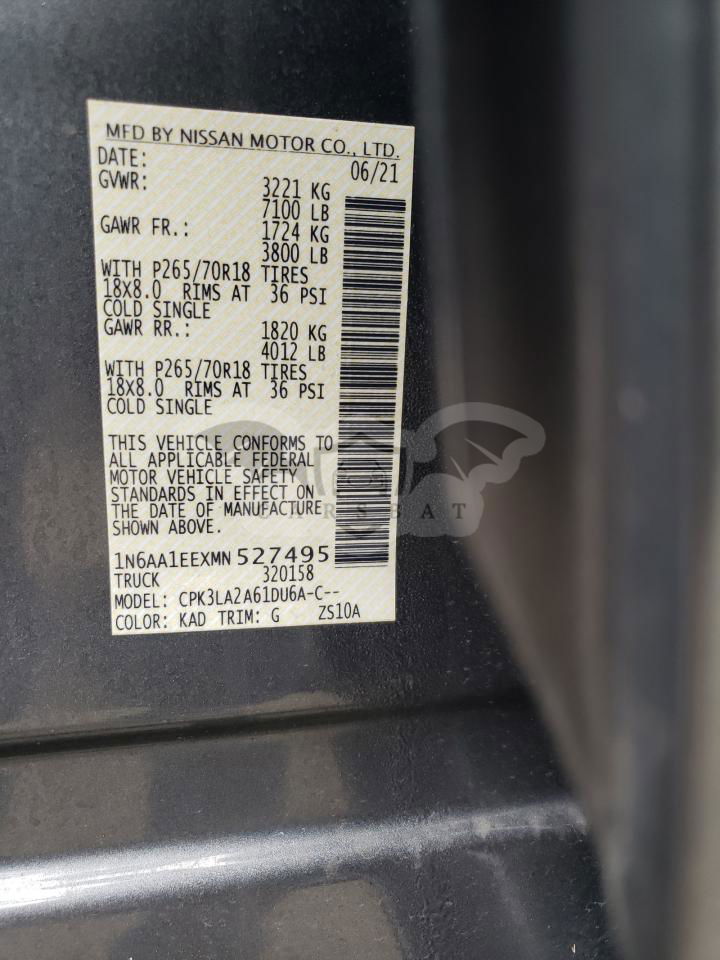 MFD BY NISSAN MOTOR CO., LTD.
DATE: 06/21
GVWR: 3221 KG
7100 LB
GAWR FR.: 1724 KG
3800 LB
WITH P265/70R18 TIRES
18X8.0 RIMS AT 36 PSI
COLD SINGLE
GAWR RR.: 1820 KG
4012 LB
WITH P265/70R18 TIRES
18X8.0 RIMS AT 36 PSI
COLD SINGLE
THIS VEHICLE CONFORMS TO
ALL APPLICABLE FEDERAL
MOTOR VEHICLE SAFETY
STANDARDS IN EFFECT ON
THE DATE OF MANUFACTURE
SHOWN ABOVE.
CARSBAT
1N6AA1EEXMN527495
TRUCK 320158
MODEL: CPK3LA2A61DU6A-C--
COLOR: KAD TRIM: G ZS10A